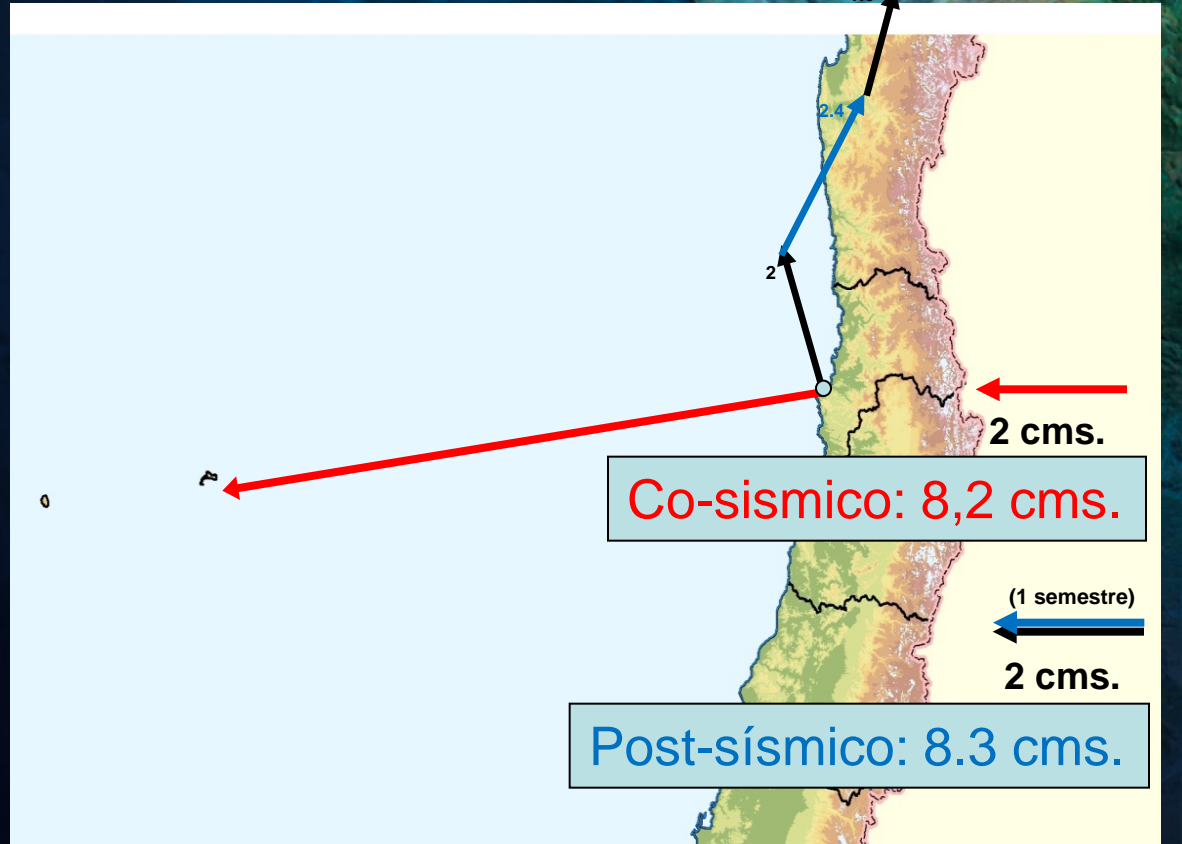 2.4
2
2 cms.
Co-sismico: 8,2 cms.
(1 semestre)
2 cms.
Post-sísmico: 8.3 cms.